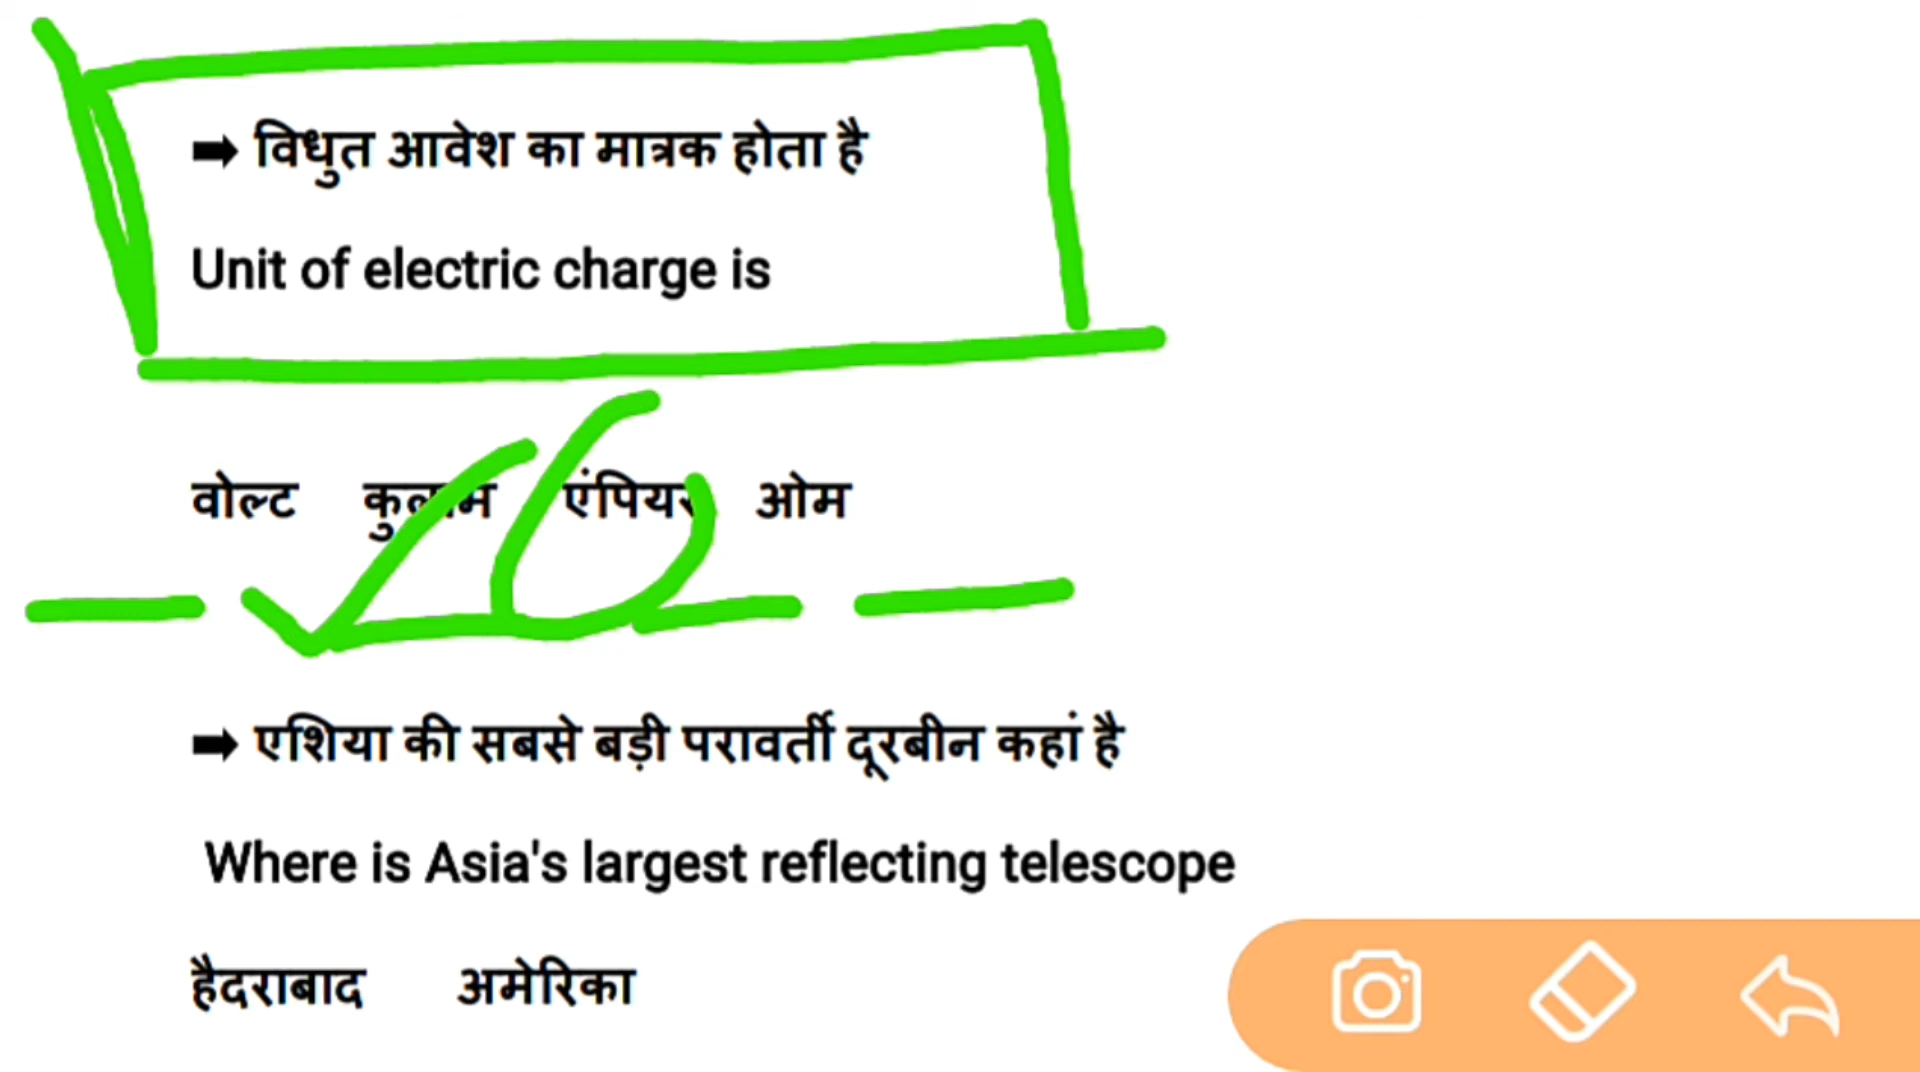 ➡ विधुत आवेश का मात्रक होता है
Unit of electric charge is
वोल्ट कुलाम एंपियर ओम
➡ एशिया की सबसे बड़ी परावर्ती दूरबीन कहां है
Where is Asia's largest reflecting telescope
हैदराबाद अमेरिका